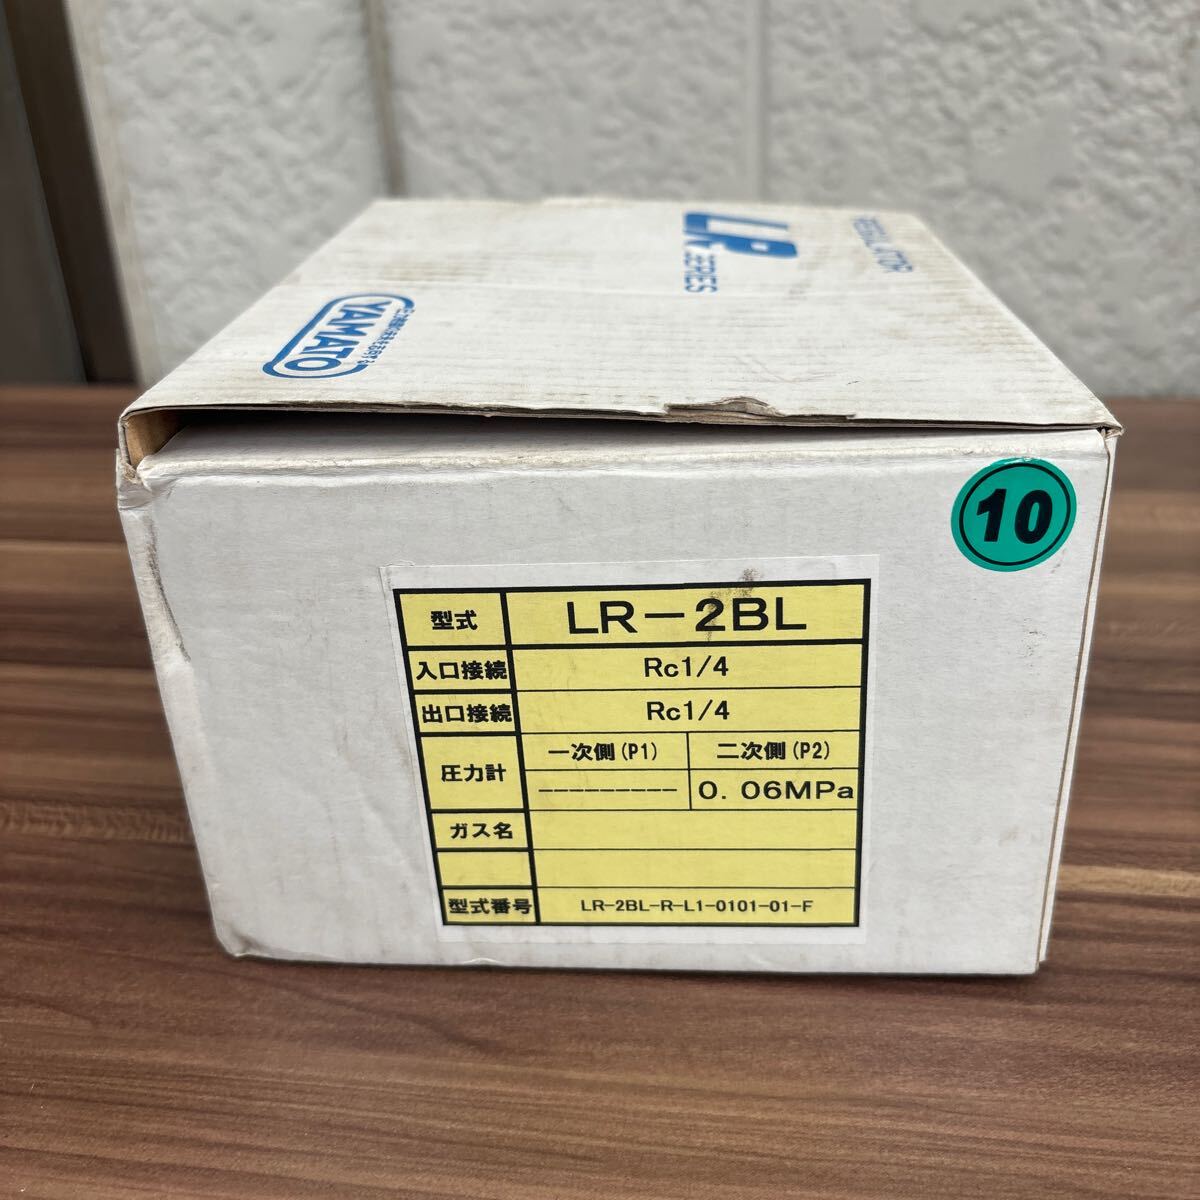 REGULATOR
LR
SERIES
YAMATO
10
型式 LR-2BL
入口接続 Rc1/4
出口接続 Rc1/4
圧力計 一次側(P1) 二次側(P2)
--------- 0.06MPa
ガス名
型式番号 LR-2BL-R-L1-0101-01-F